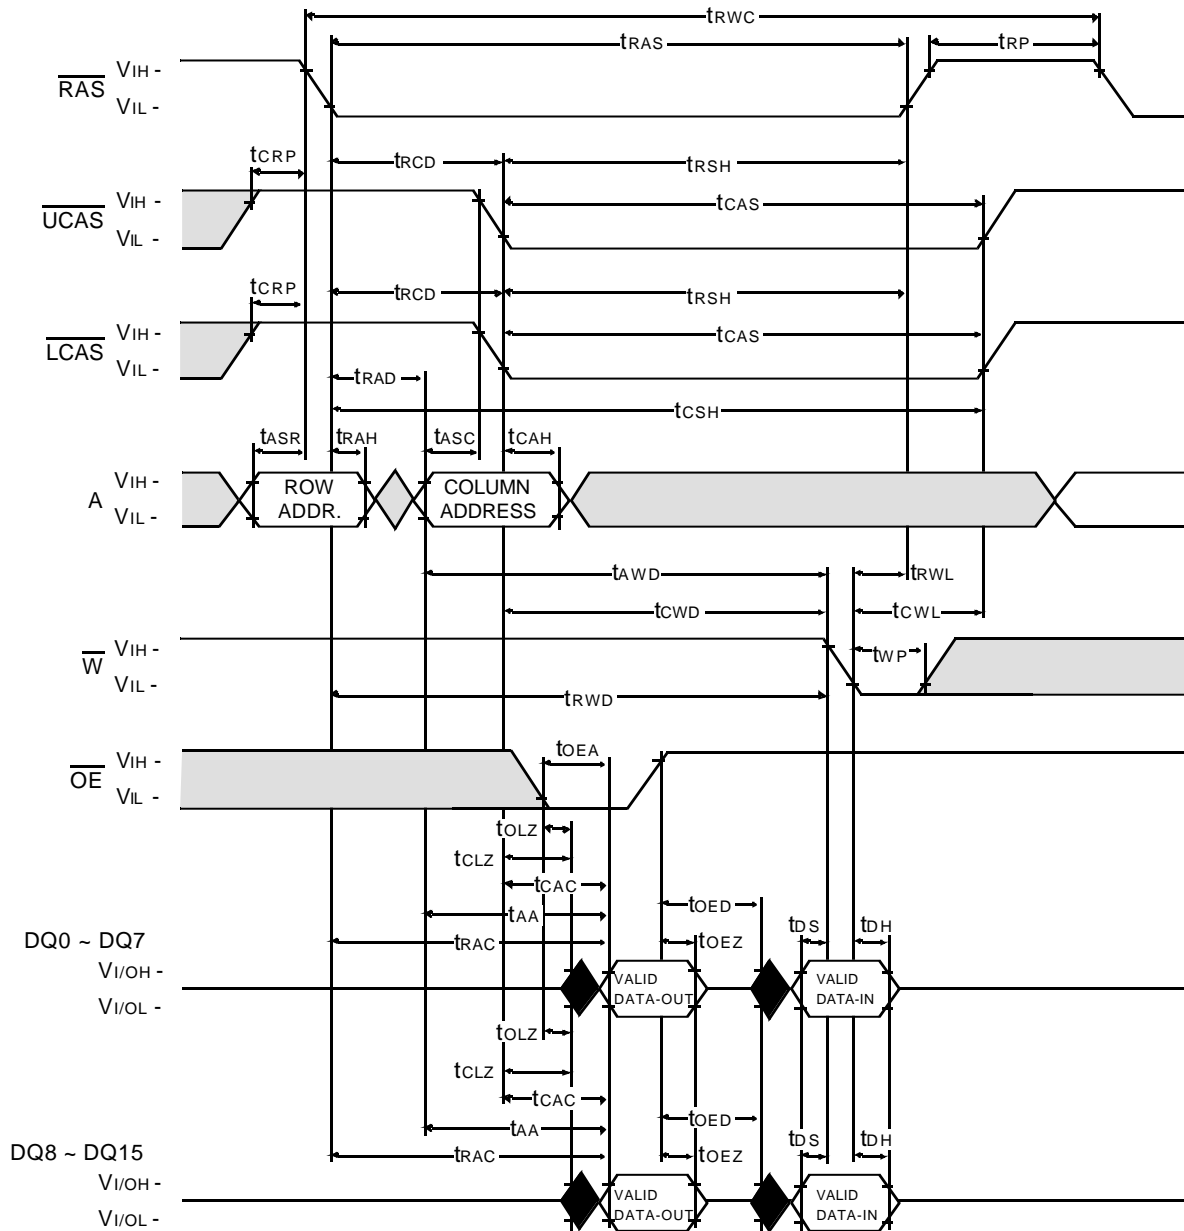 tRWC
tRAS tRP
RAS VIH -
VIL -
tCRP tRCD tRSH
UCAS VIH - tCAS
VIL -
tCRP tRCD tRSH
LCAS VIH - tCAS
VIL - tRAD
tCSH
tASR tRAH tASC tCAH
A VIH - ROW COLUMN
VIL - ADDR. ADDRESS
tAWD tRWL
tCWD tCWL
W VIH - tWP
VIL -
tRWD
OE VIH - tOEA
VIL -
tOLZ
tCLZ
tCAC
tOED
tAA tDS tDH
DQ0 ~ DQ7 tRAC tOEZ
VI/OH - VALID VALID
VI/OL - DATA-OUT DATA-IN
tOLZ
tCLZ
tCAC
tOED
tAA tDS tDH
DQ8 ~ DQ15 tRAC tOEZ
VI/OH - VALID VALID
VI/OL - DATA-OUT DATA-IN